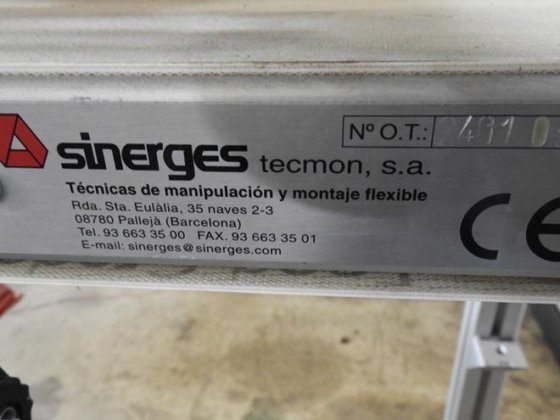 sinerges tecmon, s.a.
Nº O.T.: 2491
Técnicas de manipulación y montaje flexible
Rda. Sta. Eulàlia, 35 naves 2-3
08780 Pallejà (Barcelona)
Tel. 93 663 35 00 FAX. 93 663 35 01
E-mail: sinerges@sinerges.com
CE